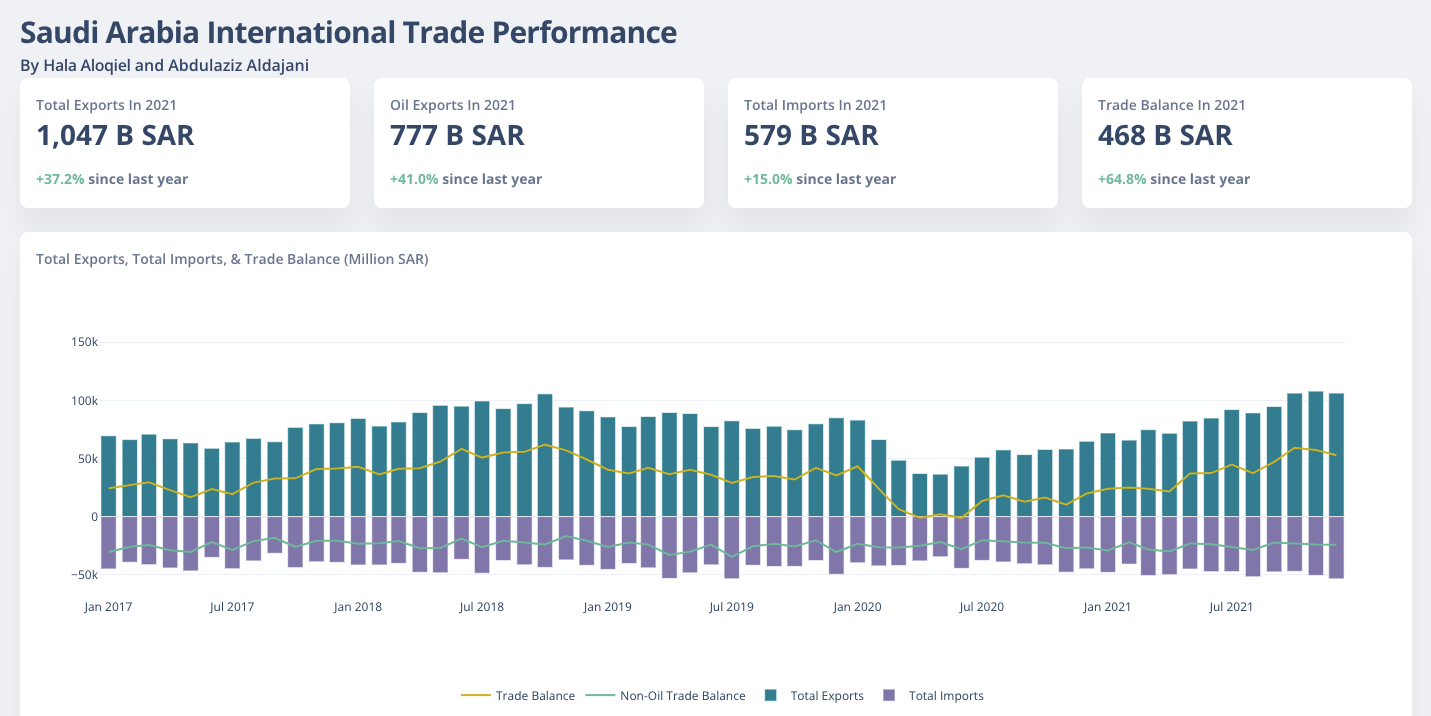 Saudi Arabia International Trade Performance
By Hala Aloqiel and Abdulaziz Aldajani
Total Exports In 2021
1,047 B SAR
+37.2% since last year
Oil Exports In 2021
777 B SAR
+41.0% since last year
Total Imports In 2021
579 B SAR
+15.0% since last year
Trade Balance In 2021
468 B SAR
+64.8% since last year
Total Exports, Total Imports, & Trade Balance (Million SAR)
150k
100k
50k
0
−50k
Jan 2017 Jul 2017 Jan 2018 Jul 2018 Jan 2019 Jul 2019 Jan 2020 Jul 2020 Jan 2021 Jul 2021
Trade Balance Non-Oil Trade Balance Total Exports Total Imports